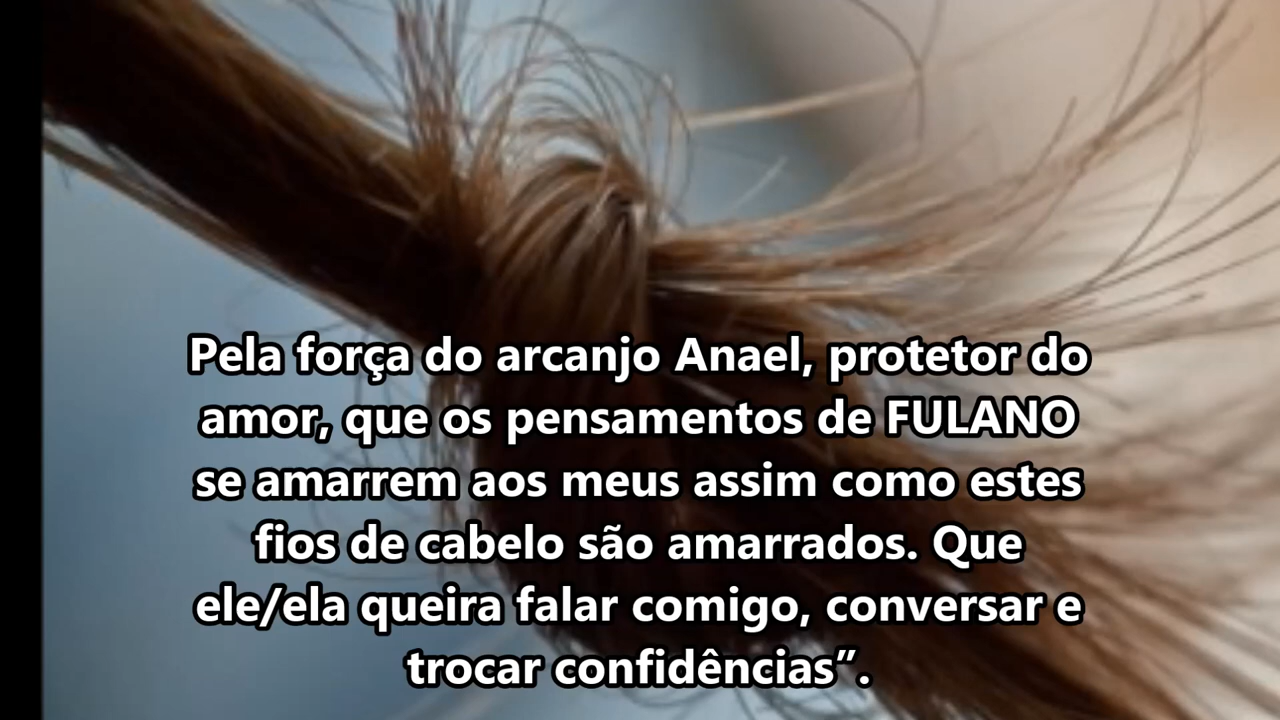 Pela força do arcanjo Anael, protetor do
amor, que os pensamentos de FULANO
se amarrem aos meus assim como estes
fios de cabelo são amarrados. Que
ele/ela queira falar comigo, conversar e
trocar confidências”.